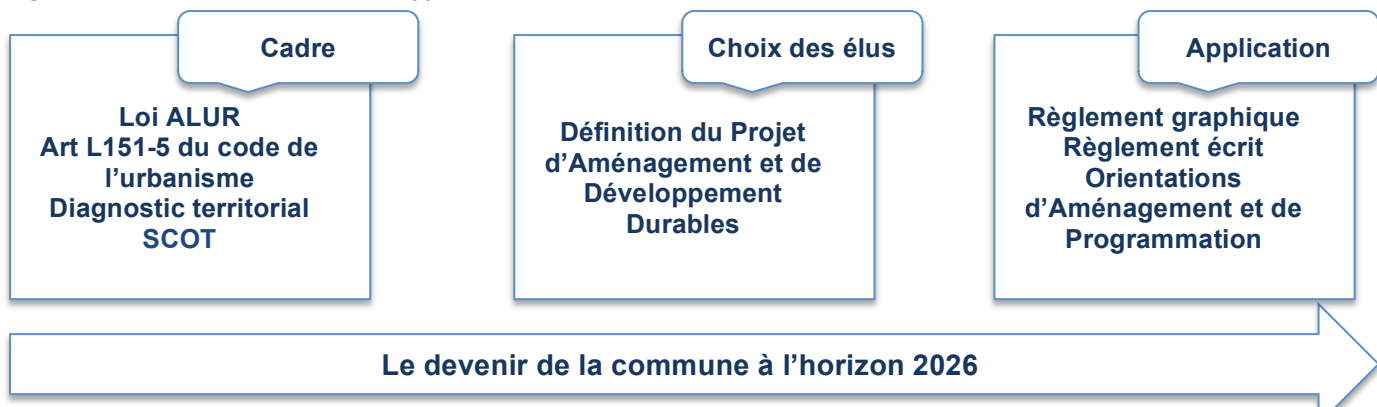 Cadre
Loi ALUR
Art L151-5 du code de
l’urbanisme
Diagnostic territorial
SCOT
Choix des élus
Définition du Projet
d’Aménagement et de
Développement
Durables
Application
Règlement graphique
Règlement écrit
Orientations
d’Aménagement et de
Programmation
Le devenir de la commune à l’horizon 2026